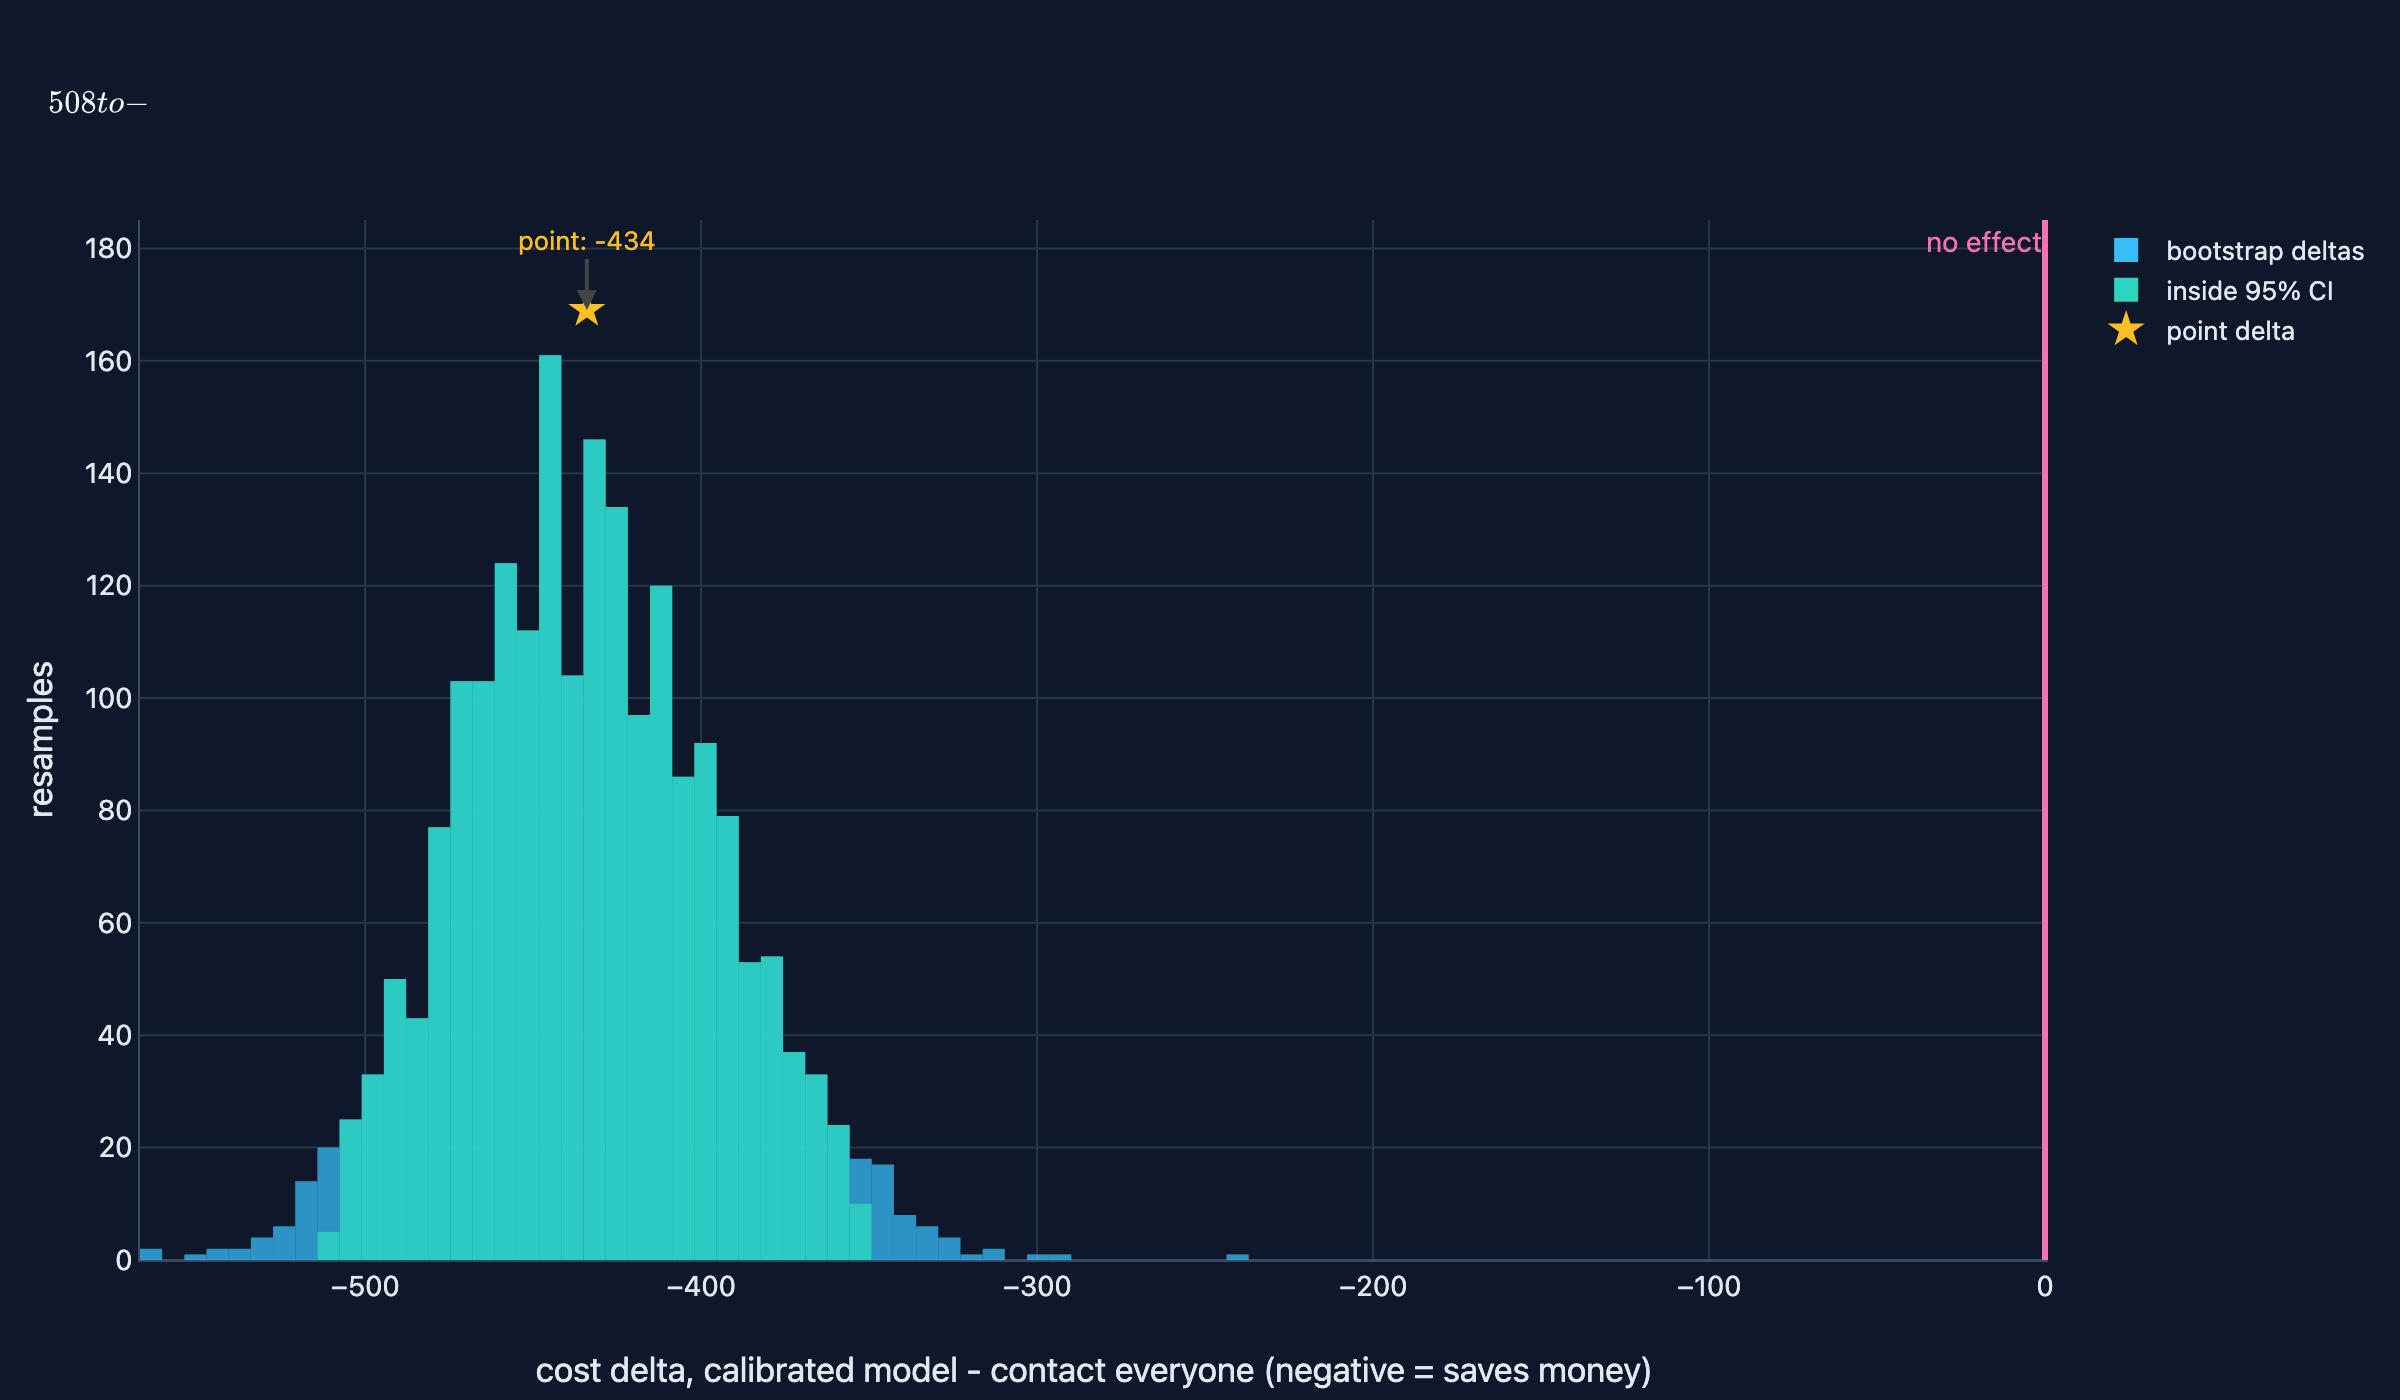 508to−
point: -434
no effect
bootstrap deltas
inside 95% CI
point delta
180
160
140
120
100
80
60
40
20
0
resamples
−500
−400
−300
−200
−100
0
cost delta, calibrated model - contact everyone (negative = saves money)